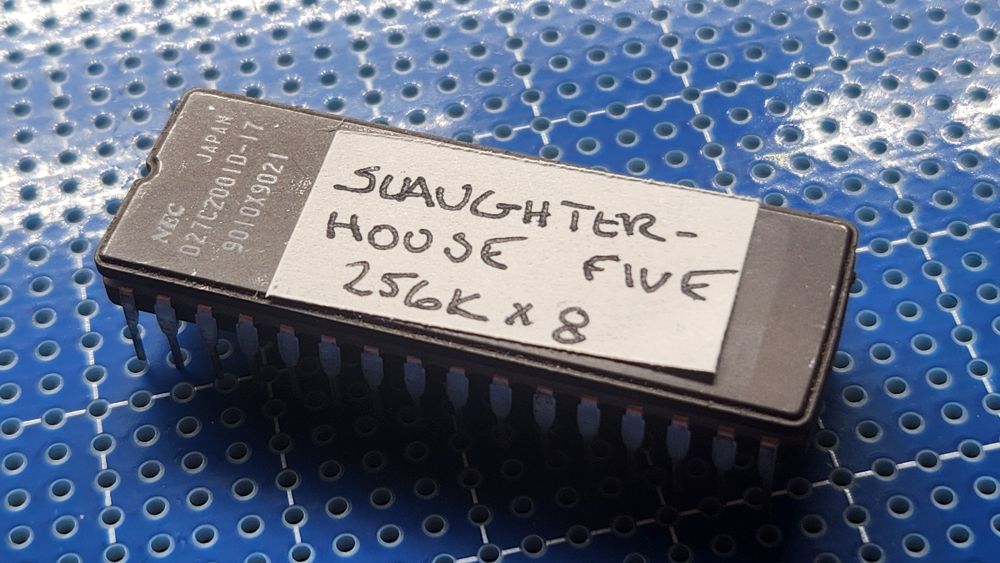 NEC JAPAN
D27C2001D-17
9010X9021
SLAUGHTER-
HOUSE FIVE
256K x 8